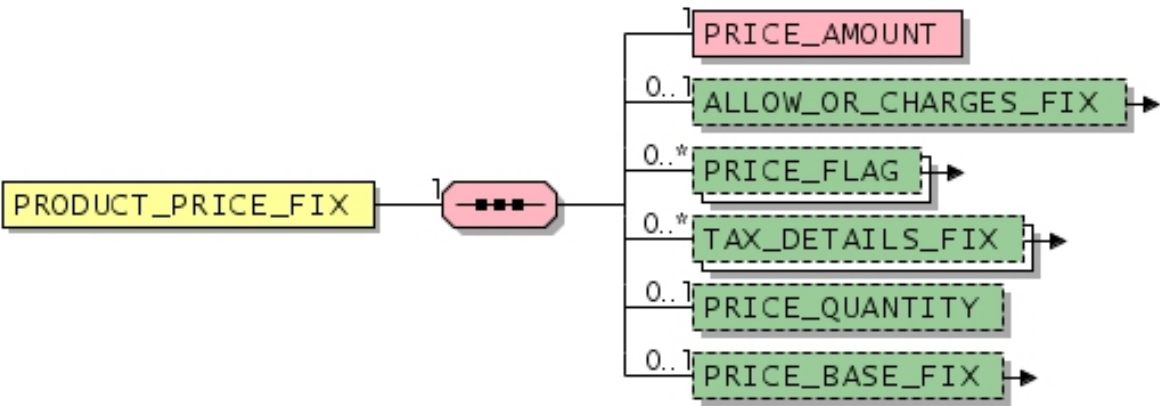 1
PRICE_AMOUNT
0..1
ALLOW_OR_CHARGES_FIX
0..*
PRICE_FLAG
PRODUCT_PRICE_FIX
1
0..*
TAX_DETAILS_FIX
0..1
PRICE_QUANTITY
0..1
PRICE_BASE_FIX